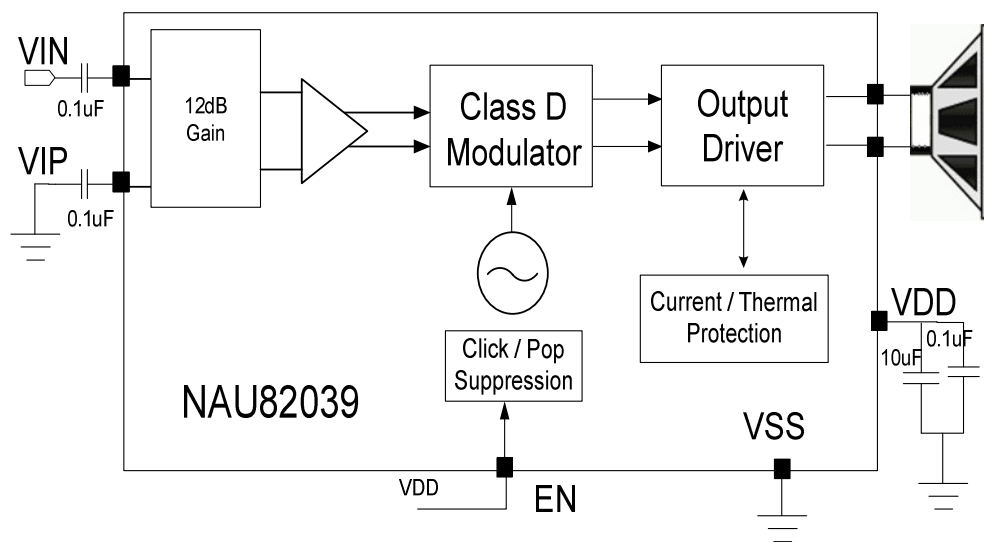 VIN
0.1uF
VIP
0.1uF
12dB
Gain
Class D
Modulator
Output
Driver
Current / Thermal
Protection
Click / Pop
Suppression
NAU82039
VDD
0.1uF
10uF
VSS
VDD
EN